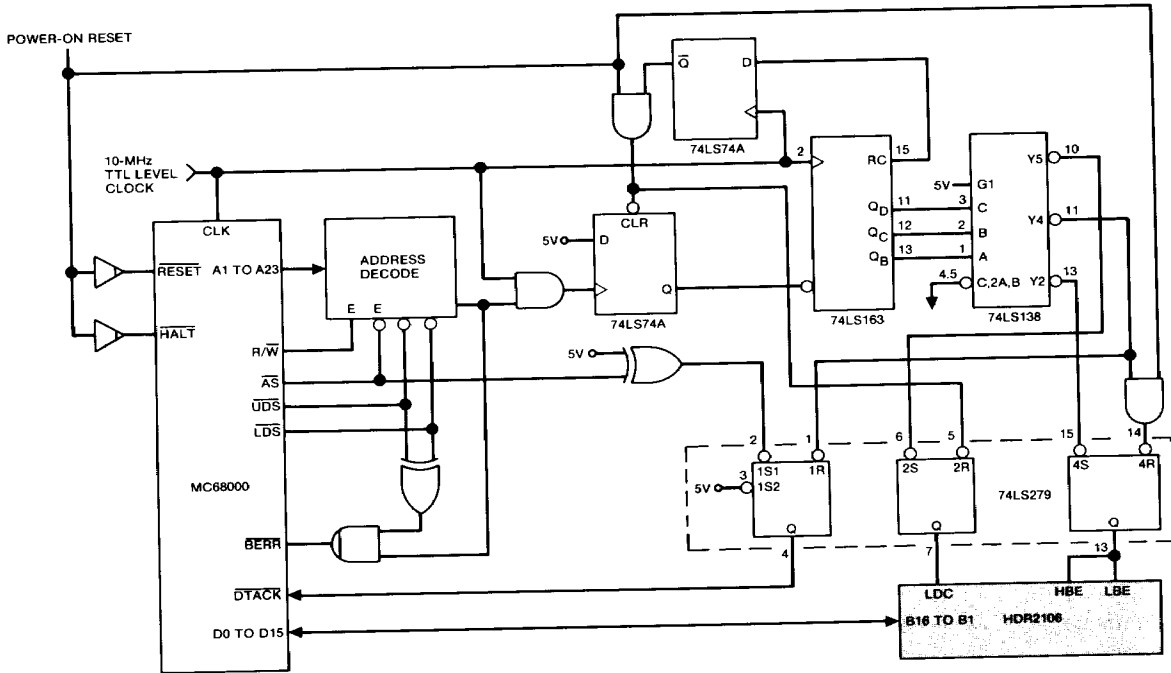 POWER-ON RESET
10-MHz
TTL LEVEL
CLOCK
Q D
74LS74A
2 RC 15
QD 11
QC 12
QB 13
74LS163
5V G1
3 C
2 B
1 A
4.5 C,2A,B
Y5 10
Y4 11
Y2 13
74LS138
CLR
5V D
Q
74LS74A
CLK
RESET A1 TO A23
HALT
ADDRESS
DECODE
E E
R/W
AS
UDS
LDS
MC68000
BERR
DTACK
D0 TO D15
5V
2 1
1S1 1R
3
5V 1S2
Q
4
6 5
2S 2R
Q
7
15 14
4S 4R
Q
13
74LS279
LDC HBE LBE
B16 TO B1 HDR2106